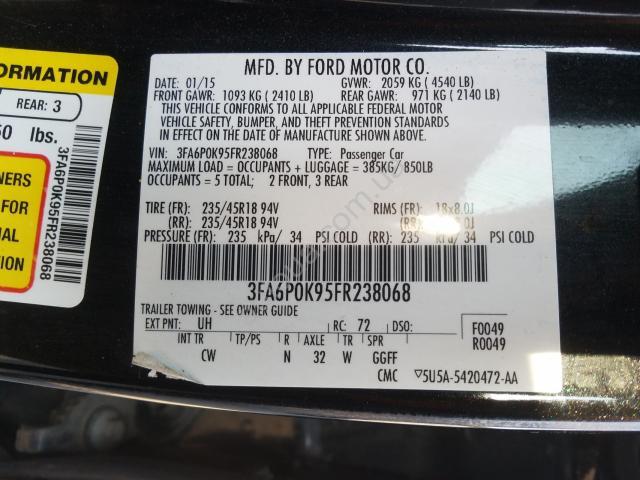 MFD. BY FORD MOTOR CO.
DATE: 01/15 GVWR: 2059 KG ( 4540 LB)
FRONT GAWR: 1093 KG ( 2410 LB) REAR GAWR: 971 KG ( 2140 LB)
THIS VEHICLE CONFORMS TO ALL APPLICABLE FEDERAL MOTOR
VEHICLE SAFETY, BUMPER, AND THEFT PREVENTION STANDARDS
IN EFFECT ON THE DATE OF MANUFACTURE SHOWN ABOVE.
VIN: 3FA6P0K95FR238068 TYPE: Passenger Car
MAXIMUM LOAD = OCCUPANTS + LUGGAGE = 385KG/ 850LB
OCCUPANTS = 5 TOTAL; 2 FRONT, 3 REAR
TIRE (FR): 235/45R18 94V RIMS (FR): 18x8.0J
(RR): 235/45R18 94V (RR):
PRESSURE (FR): 235 kPa/ 34 PSI COLD (RR): 235 kPa/ 34 PSI COLD
3FA6P0K95FR238068
TRAILER TOWING - SEE OWNER GUIDE
EXT PNT: UH RC: 72 DSO: F0049
R0049
INT TR TP/PS R AXLE TR SPR
CW N 32 W GGFF
CMC ▽5U5A-5420472-AA
ORMATION
REAR: 3
50 lbs.
3FA6P0K95FR238068
NERS
FOR
NAL
TION